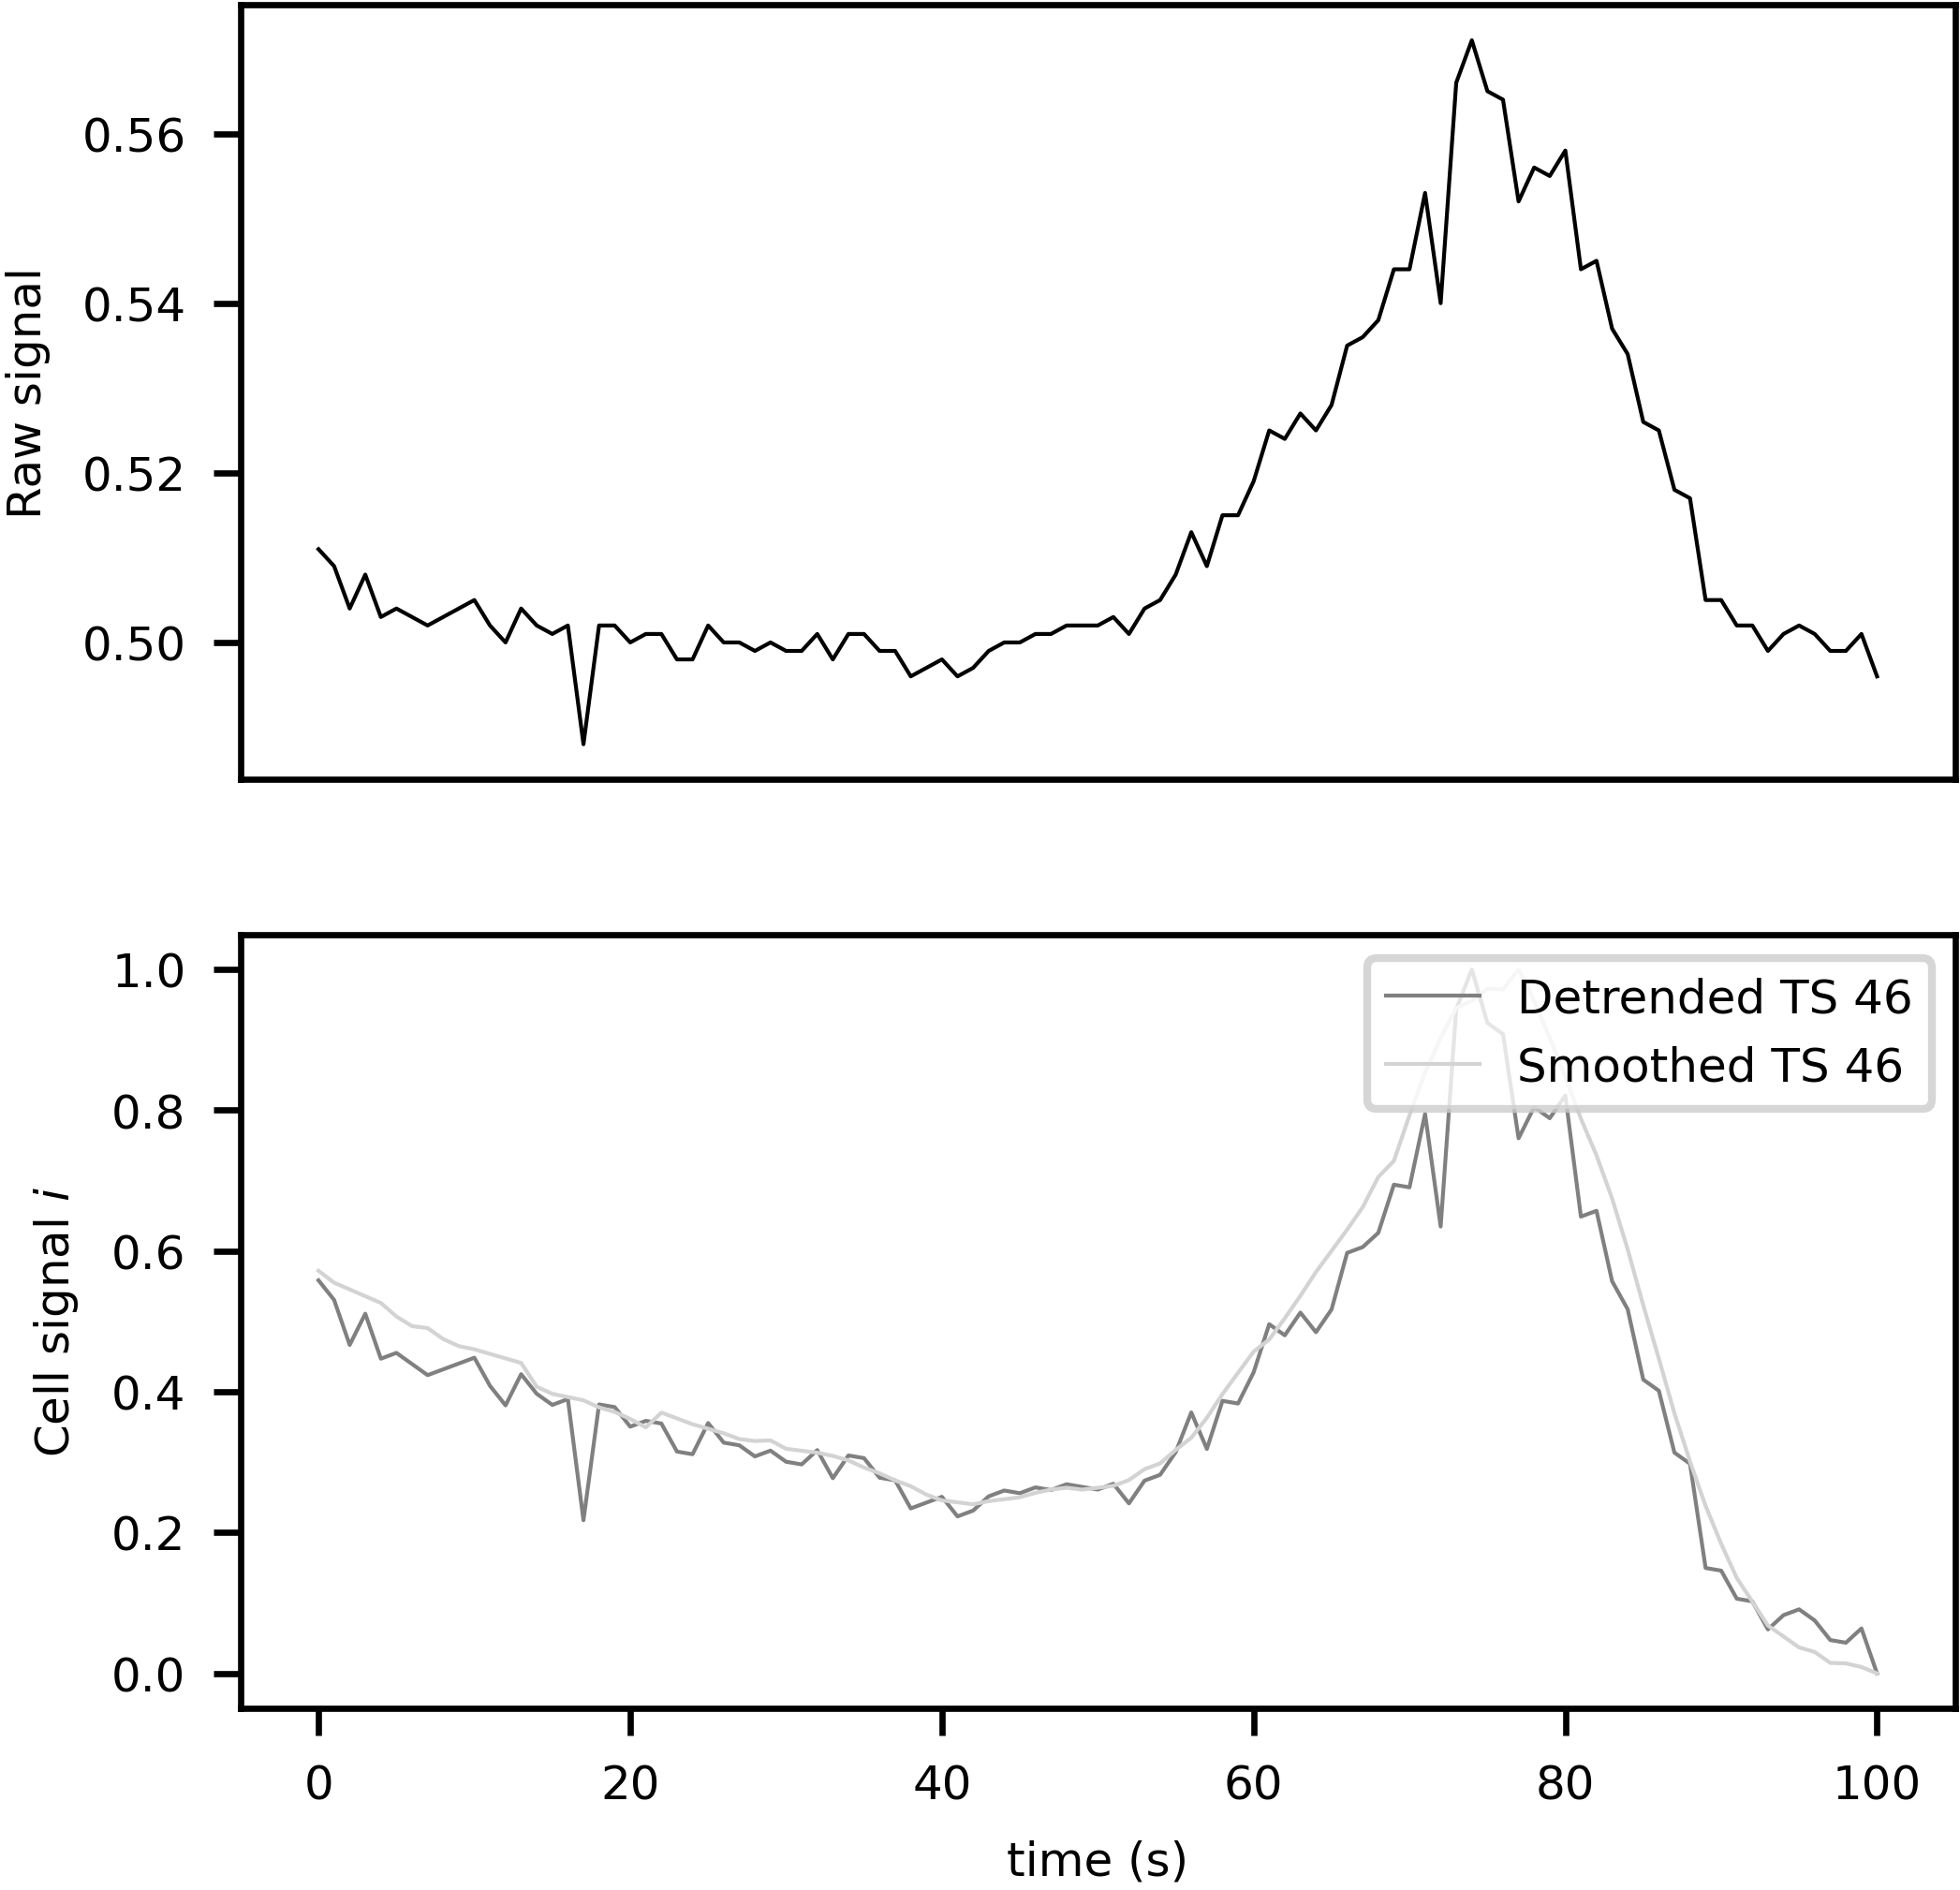 Raw signal
0.56
0.54
0.52
0.50
Cell signal i
1.0
0.8
0.6
0.4
0.2
0.0
Detrended TS 46
Smoothed TS 46
0 20 40 60 80 100
time (s)